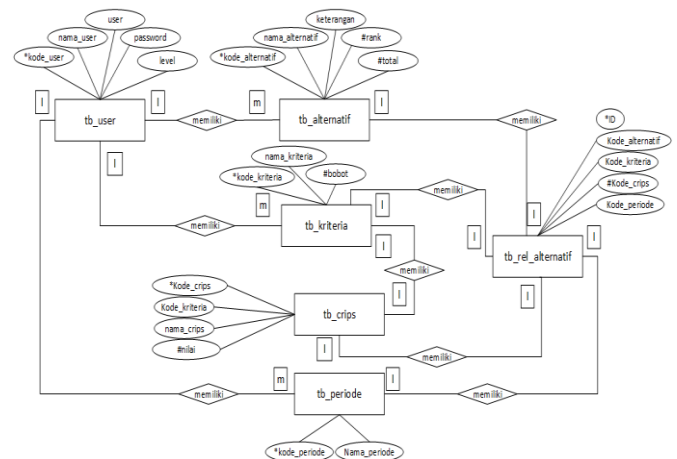 user
keterangan
nama_user
password
nama_alternatif
#rank
*kode_user
level
*kode_alternatif
#total
l
l
m
l
tb_user
memiliki
tb_alternatif
memiliki
*ID
Kode_alternatif
Kode_kriteria
#Kode_crips
Kode_periode
l
nama_kriteria
*kode_kriteria
#bobot
memiliki
m
l
l
memiliki
tb_kriteria
l
l
l
tb_rel_alternatif
memiliki
*Kode_crips
Kode_kriteria
nama_crips
#nilai
tb_crips
l
l
l
memiliki
m
l
memiliki
tb_periode
memiliki
*kode_periode
Nama_periode